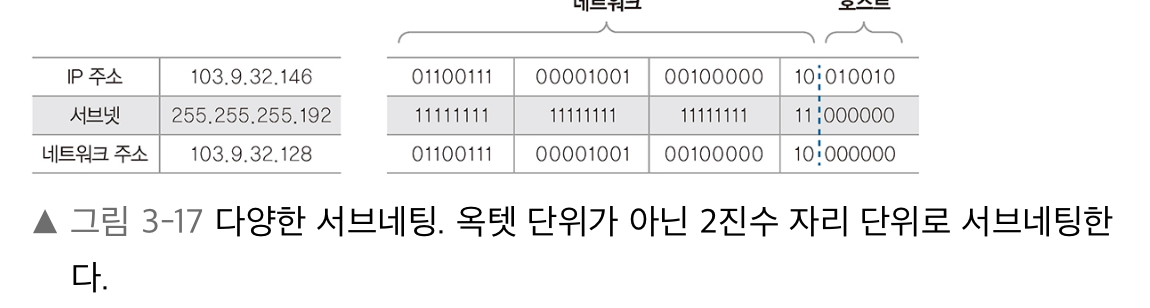 네트워크 호스트
IP 주소 103.9.32.146 01100111 00001001 00100000 10 010010
서브넷 255.255.255.192 11111111 11111111 11111111 11 000000
네트워크 주소 103.9.32.128 01100111 00001001 00100000 10 000000
▲ 그림 3-17 다양한 서브네팅. 옥텟 단위가 아닌 2진수 자리 단위로 서브네팅한
다.